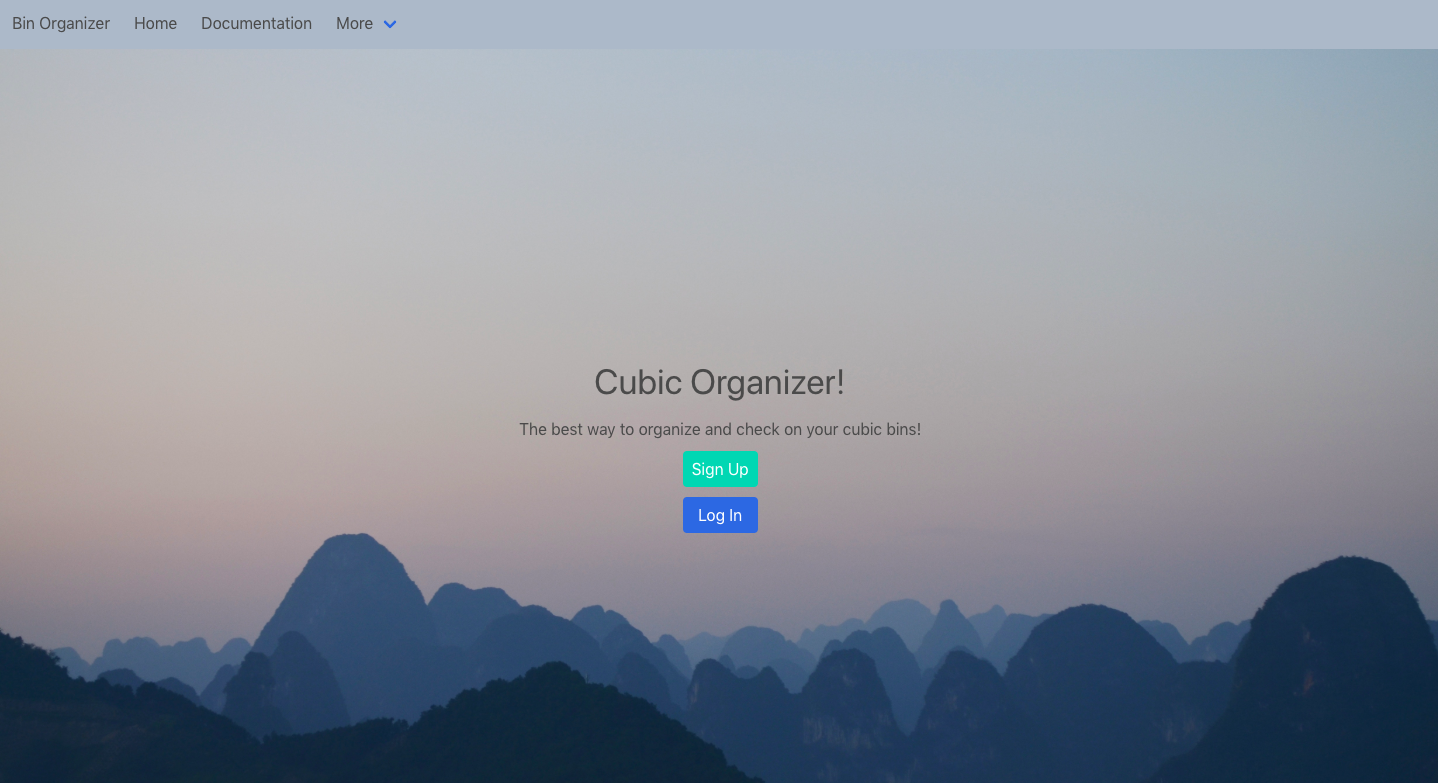 Bin Organizer Home Documentation More
Cubic Organizer!
The best way to organize and check on your cubic bins!
Sign Up
Log In